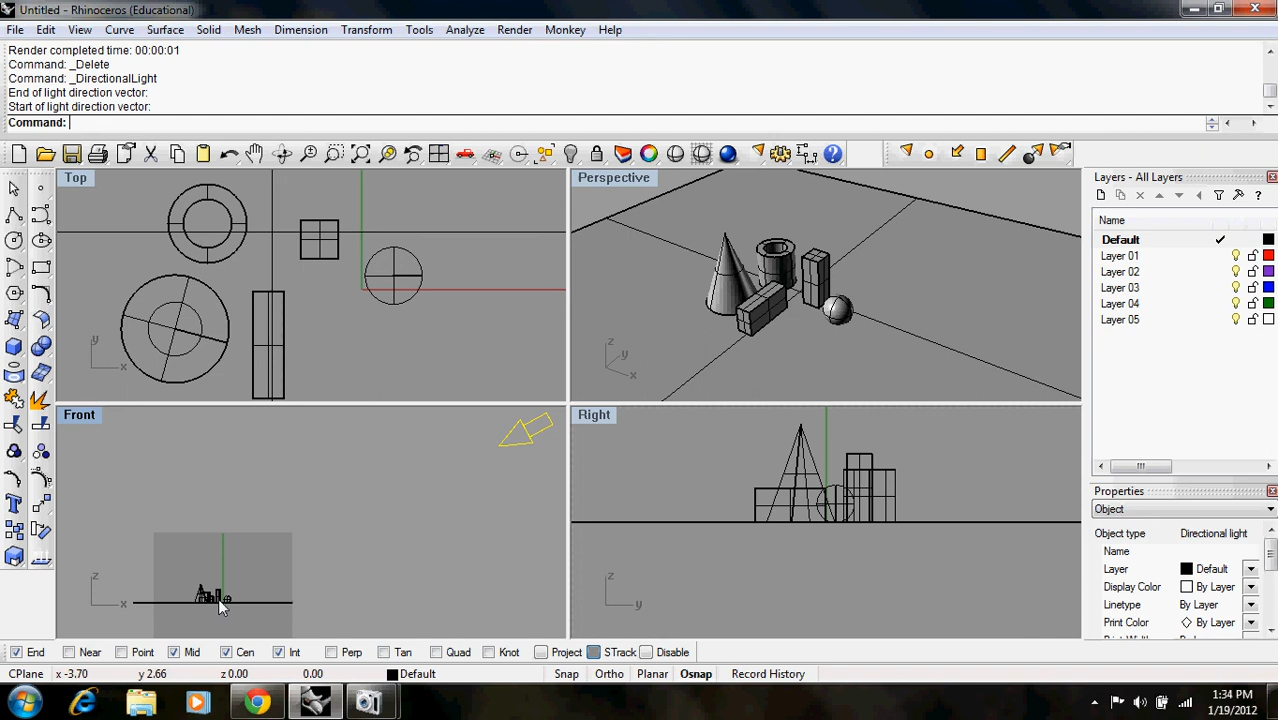 Untitled - Rhinoceros (Educational)
File Edit View Curve Surface Solid Mesh Dimension Transform Tools Analyze Render Monkey Help
Render completed time: 00:00:01
Command: _Delete
Command: _DirectionalLight
End of light direction vector:
Start of light direction vector:
Command:
Top
Perspective
Layers - All Layers
Name
Default
Layer 01
Layer 02
Layer 03
Layer 04
Layer 05
y
x
z
y
x
Front
Right
z
x
z
y
Properties
Object
Object type Directional light
Name
Layer Default
Display Color By Layer
Linetype By Layer
Print Color By Layer
End Near Point Mid Cen Int Perp Tan Quad Knot Project STrack Disable
CPlane x -3.70 y 2.66 z 0.00 0.00 Default Snap Ortho Planar Osnap Record History
1:34 PM
1/19/2012